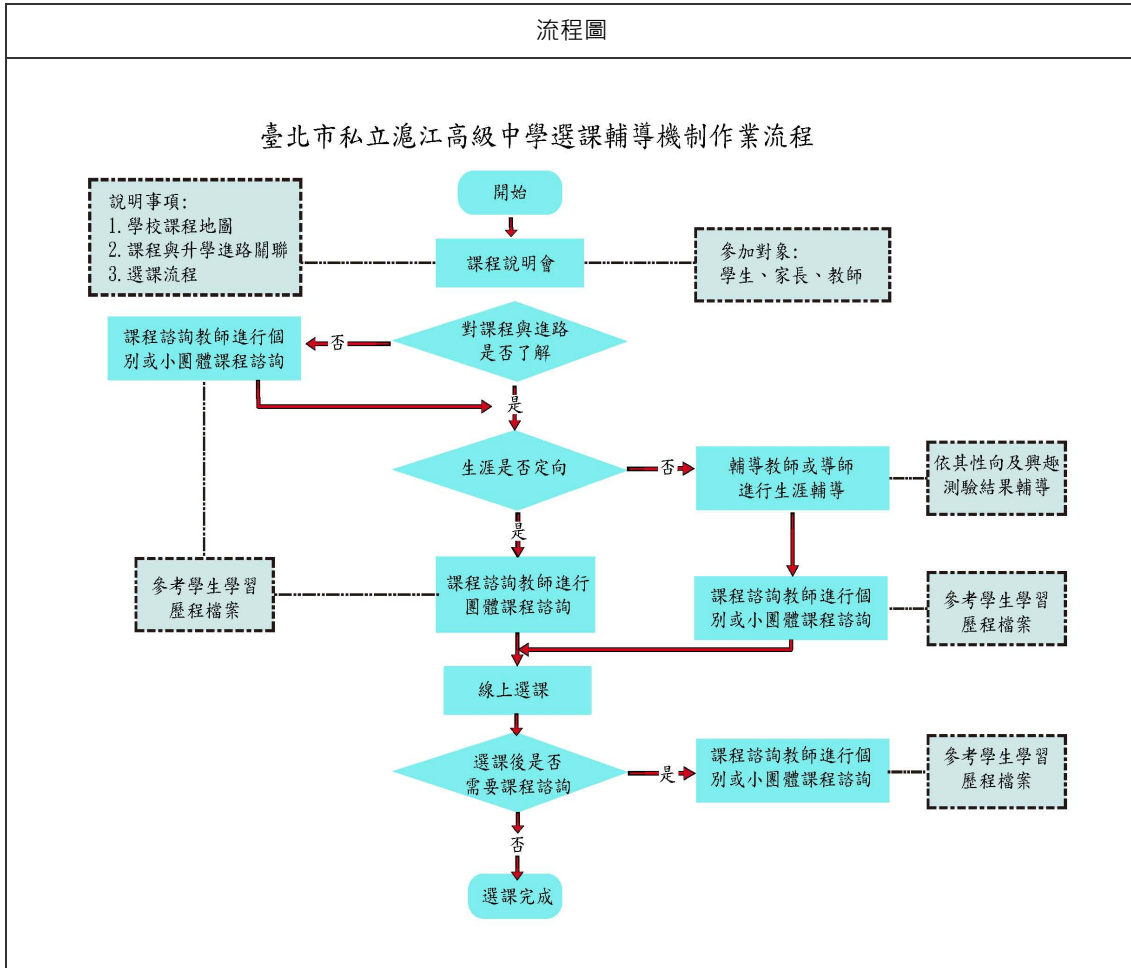 流程圖
臺北市私立滬江高級中學選課輔導機制作業流程
開始
說明事項:
1. 學校課程地圖
2. 課程與升學進路關聯
3. 選課流程
課程說明會
參加對象:
學生、家長、教師
對課程與進路
是否了解
否
課程諮詢教師進行個
別或小團體課程諮詢
是
生涯是否定向
否
輔導教師或導師
進行生涯輔導
依其性向及興趣
測驗結果輔導
是
參考學生學習
歷程檔案
課程諮詢教師進行
團體課程諮詢
課程諮詢教師進行個
別或小團體課程諮詢
參考學生學習
歷程檔案
線上選課
選課後是否
需要課程諮詢
是
課程諮詢教師進行個
別或小團體課程諮詢
參考學生學習
歷程檔案
否
選課完成